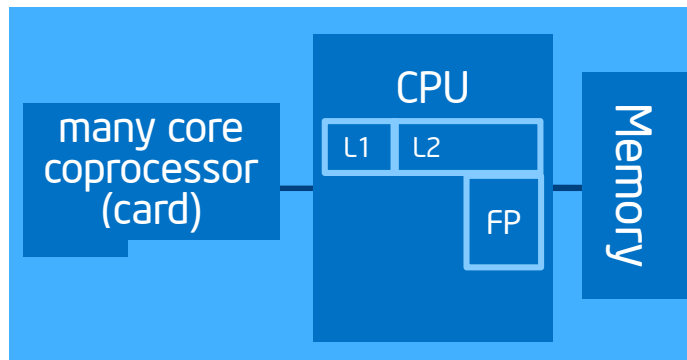 many core
coprocessor
(card)
CPU
L1
L2
FP
Memory